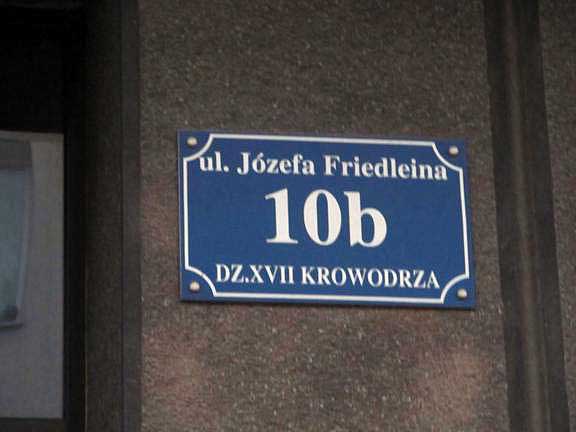 ul. Józefa Friedleina
10b
DZ.XVII KROWODRZA